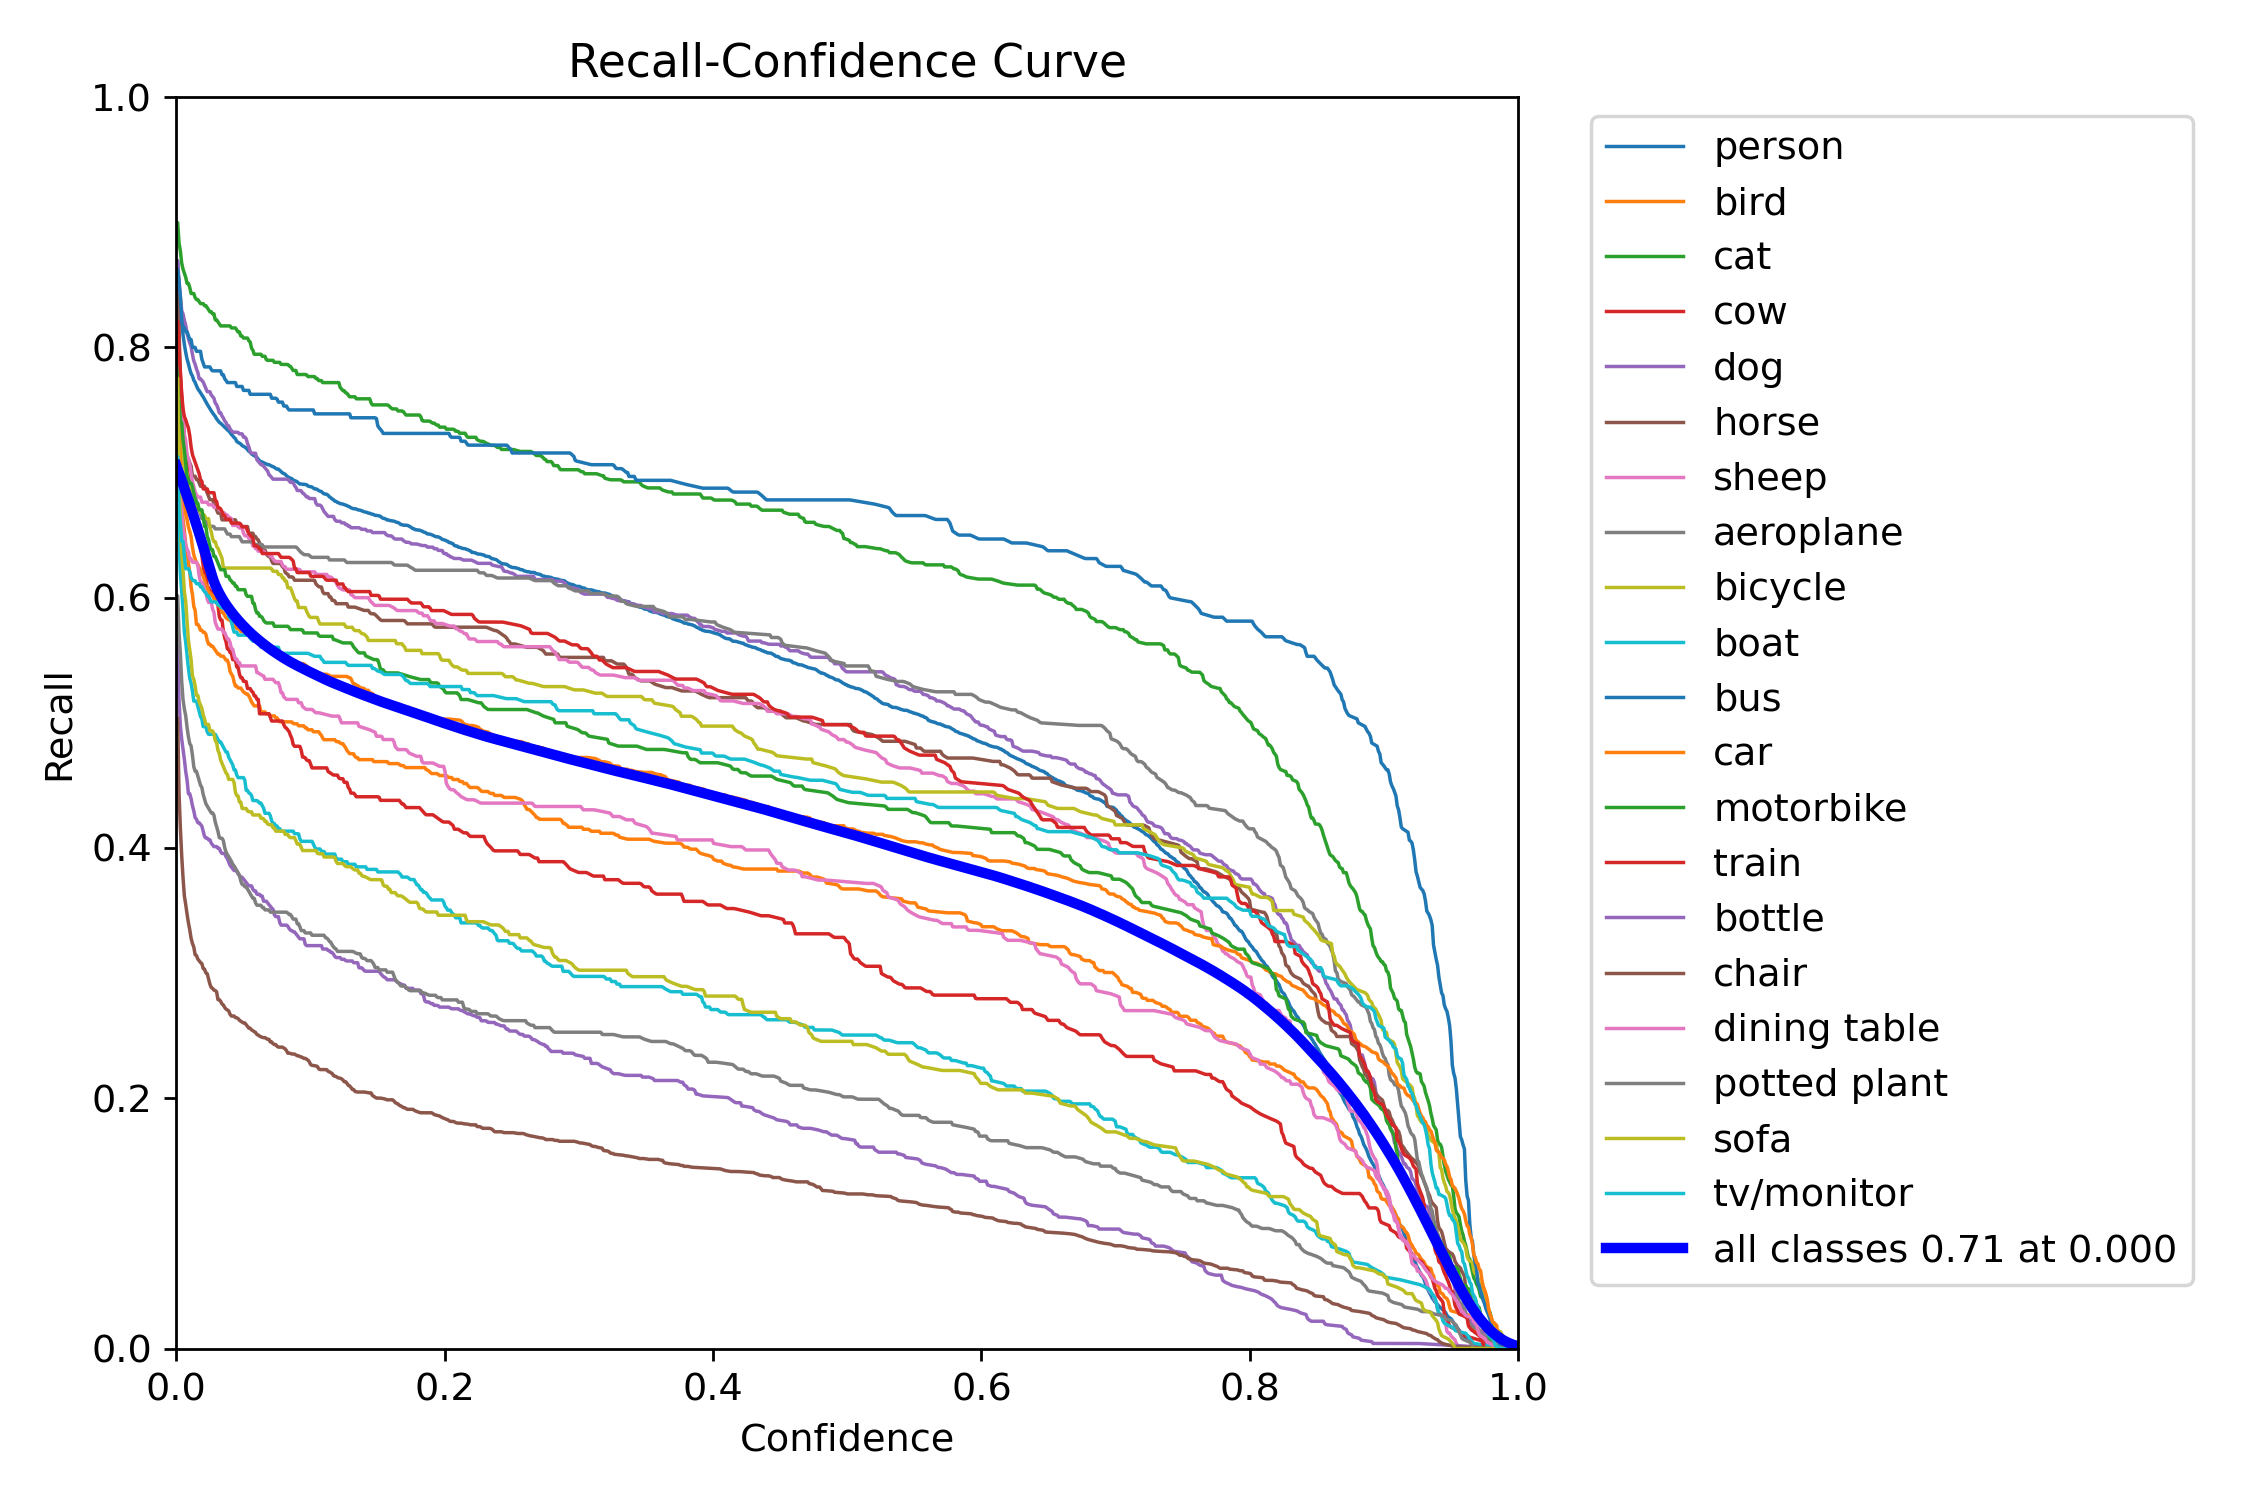 Recall-Confidence Curve
1.0
0.8
0.6
0.4
0.2
0.0
Recall
0.0 0.2 0.4 0.6 0.8 1.0
Confidence
person
bird
cat
cow
dog
horse
sheep
aeroplane
bicycle
boat
bus
car
motorbike
train
bottle
chair
dining table
potted plant
sofa
tv/monitor
all classes 0.71 at 0.000